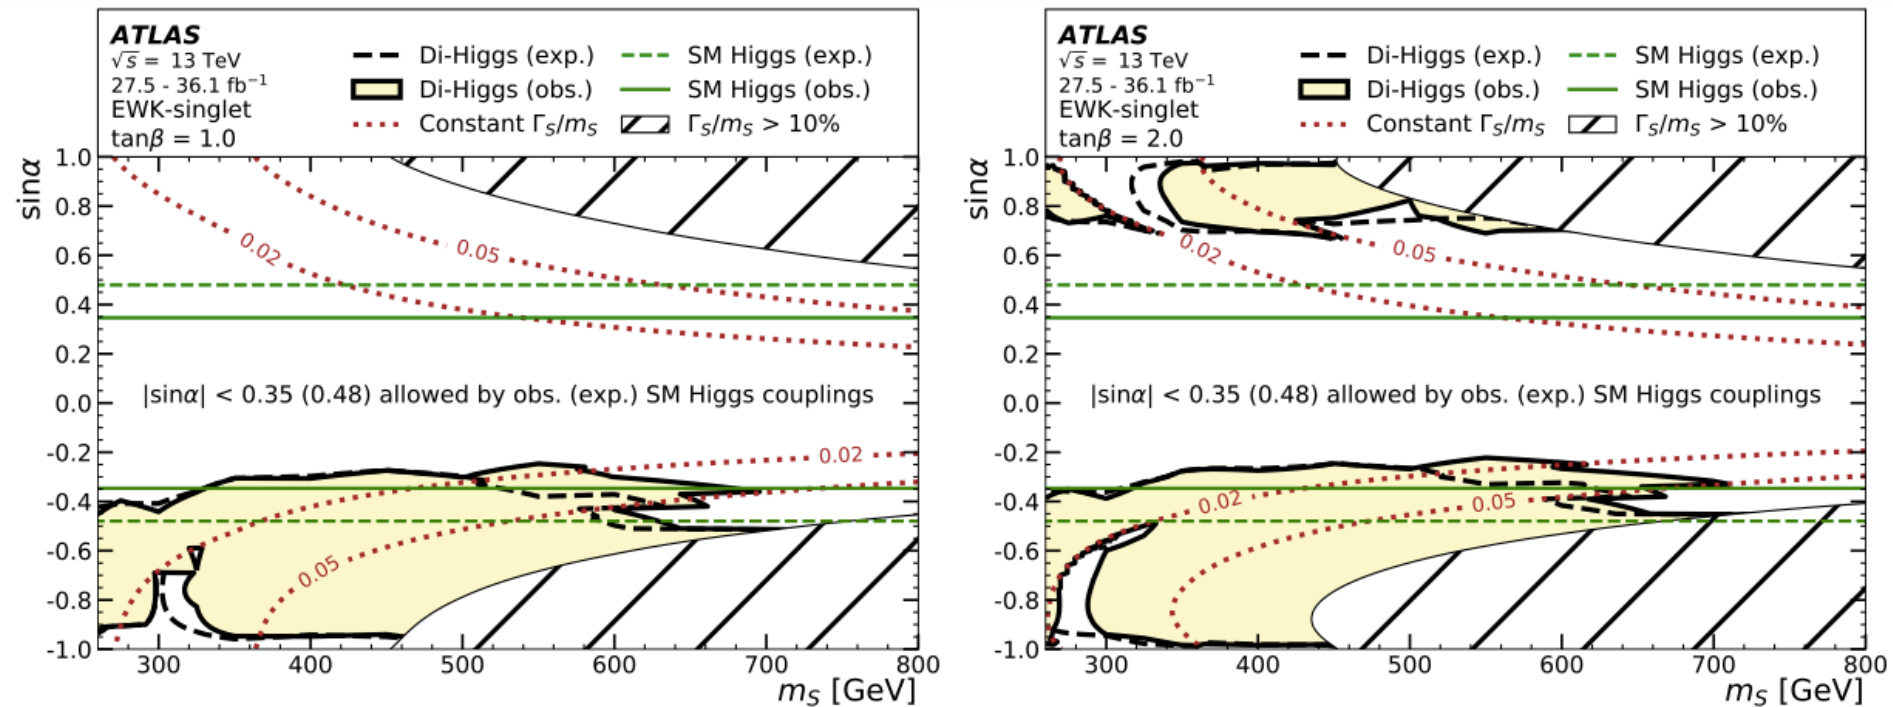 ATLAS
√s = 13 TeV
27.5 - 36.1 fb⁻¹
EWK-singlet
tanβ = 1.0
Di-Higgs (exp.)
Di-Higgs (obs.)
Constant Γ_S/m_S
SM Higgs (exp.)
SM Higgs (obs.)
Γ_S/m_S > 10%
sinα
1.0
0.8
0.6
0.4
0.2
0.0
-0.2
-0.4
-0.6
-0.8
-1.0
0.02
0.05
|sinα| < 0.35 (0.48) allowed by obs. (exp.) SM Higgs couplings
0.02
0.05
300 400 500 600 700 800
m_S [GeV]
ATLAS
√s = 13 TeV
27.5 - 36.1 fb⁻¹
EWK-singlet
tanβ = 2.0
Di-Higgs (exp.)
Di-Higgs (obs.)
Constant Γ_S/m_S
SM Higgs (exp.)
SM Higgs (obs.)
Γ_S/m_S > 10%
sinα
1.0
0.8
0.6
0.4
0.2
0.0
-0.2
-0.4
-0.6
-0.8
-1.0
0.02
0.05
|sinα| < 0.35 (0.48) allowed by obs. (exp.) SM Higgs couplings
0.02
0.05
300 400 500 600 700 800
m_S [GeV]